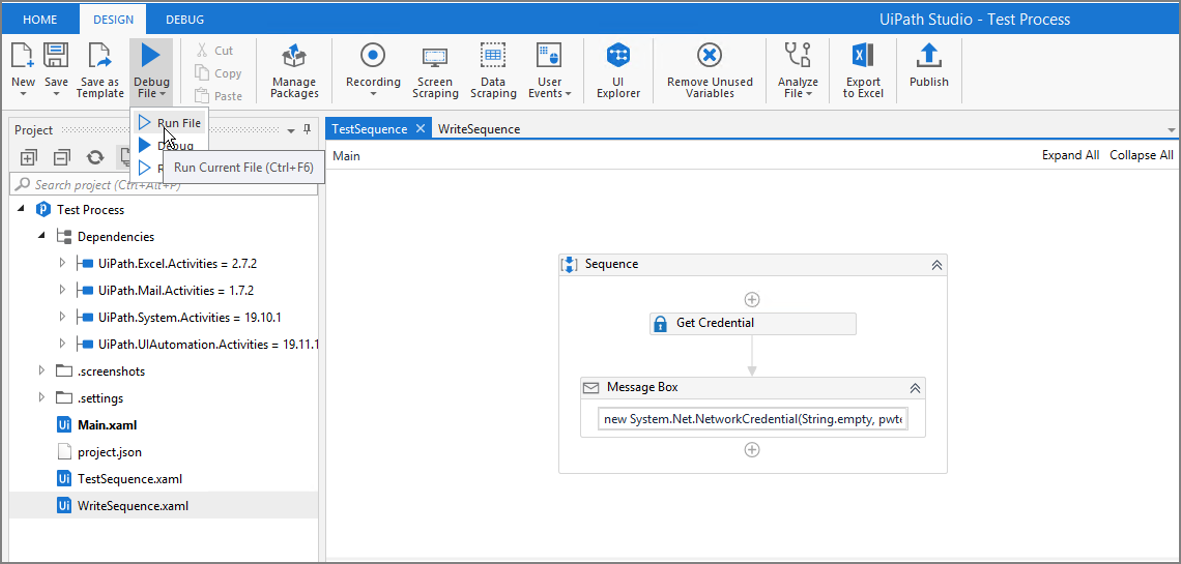 HOME DESIGN DEBUG UiPath Studio - Test Process
New Save Save as Template Debug File Cut Copy Paste Manage Packages Recording Screen Scraping Data Scraping User Events UI Explorer Remove Unused Variables Analyze File Export to Excel Publish
Run File
Debug
Run Current File (Ctrl+F6)
Project
Search project (Ctrl+Alt+P)
Test Process
Dependencies
UiPath.Excel.Activities = 2.7.2
UiPath.Mail.Activities = 1.7.2
UiPath.System.Activities = 19.10.1
UiPath.UIAutomation.Activities = 19.11.1
.screenshots
.settings
Main.xaml
project.json
TestSequence.xaml
WriteSequence.xaml
TestSequence WriteSequence
Main Expand All Collapse All
Sequence
Get Credential
Message Box
new System.Net.NetworkCredential(String.empty, pwte